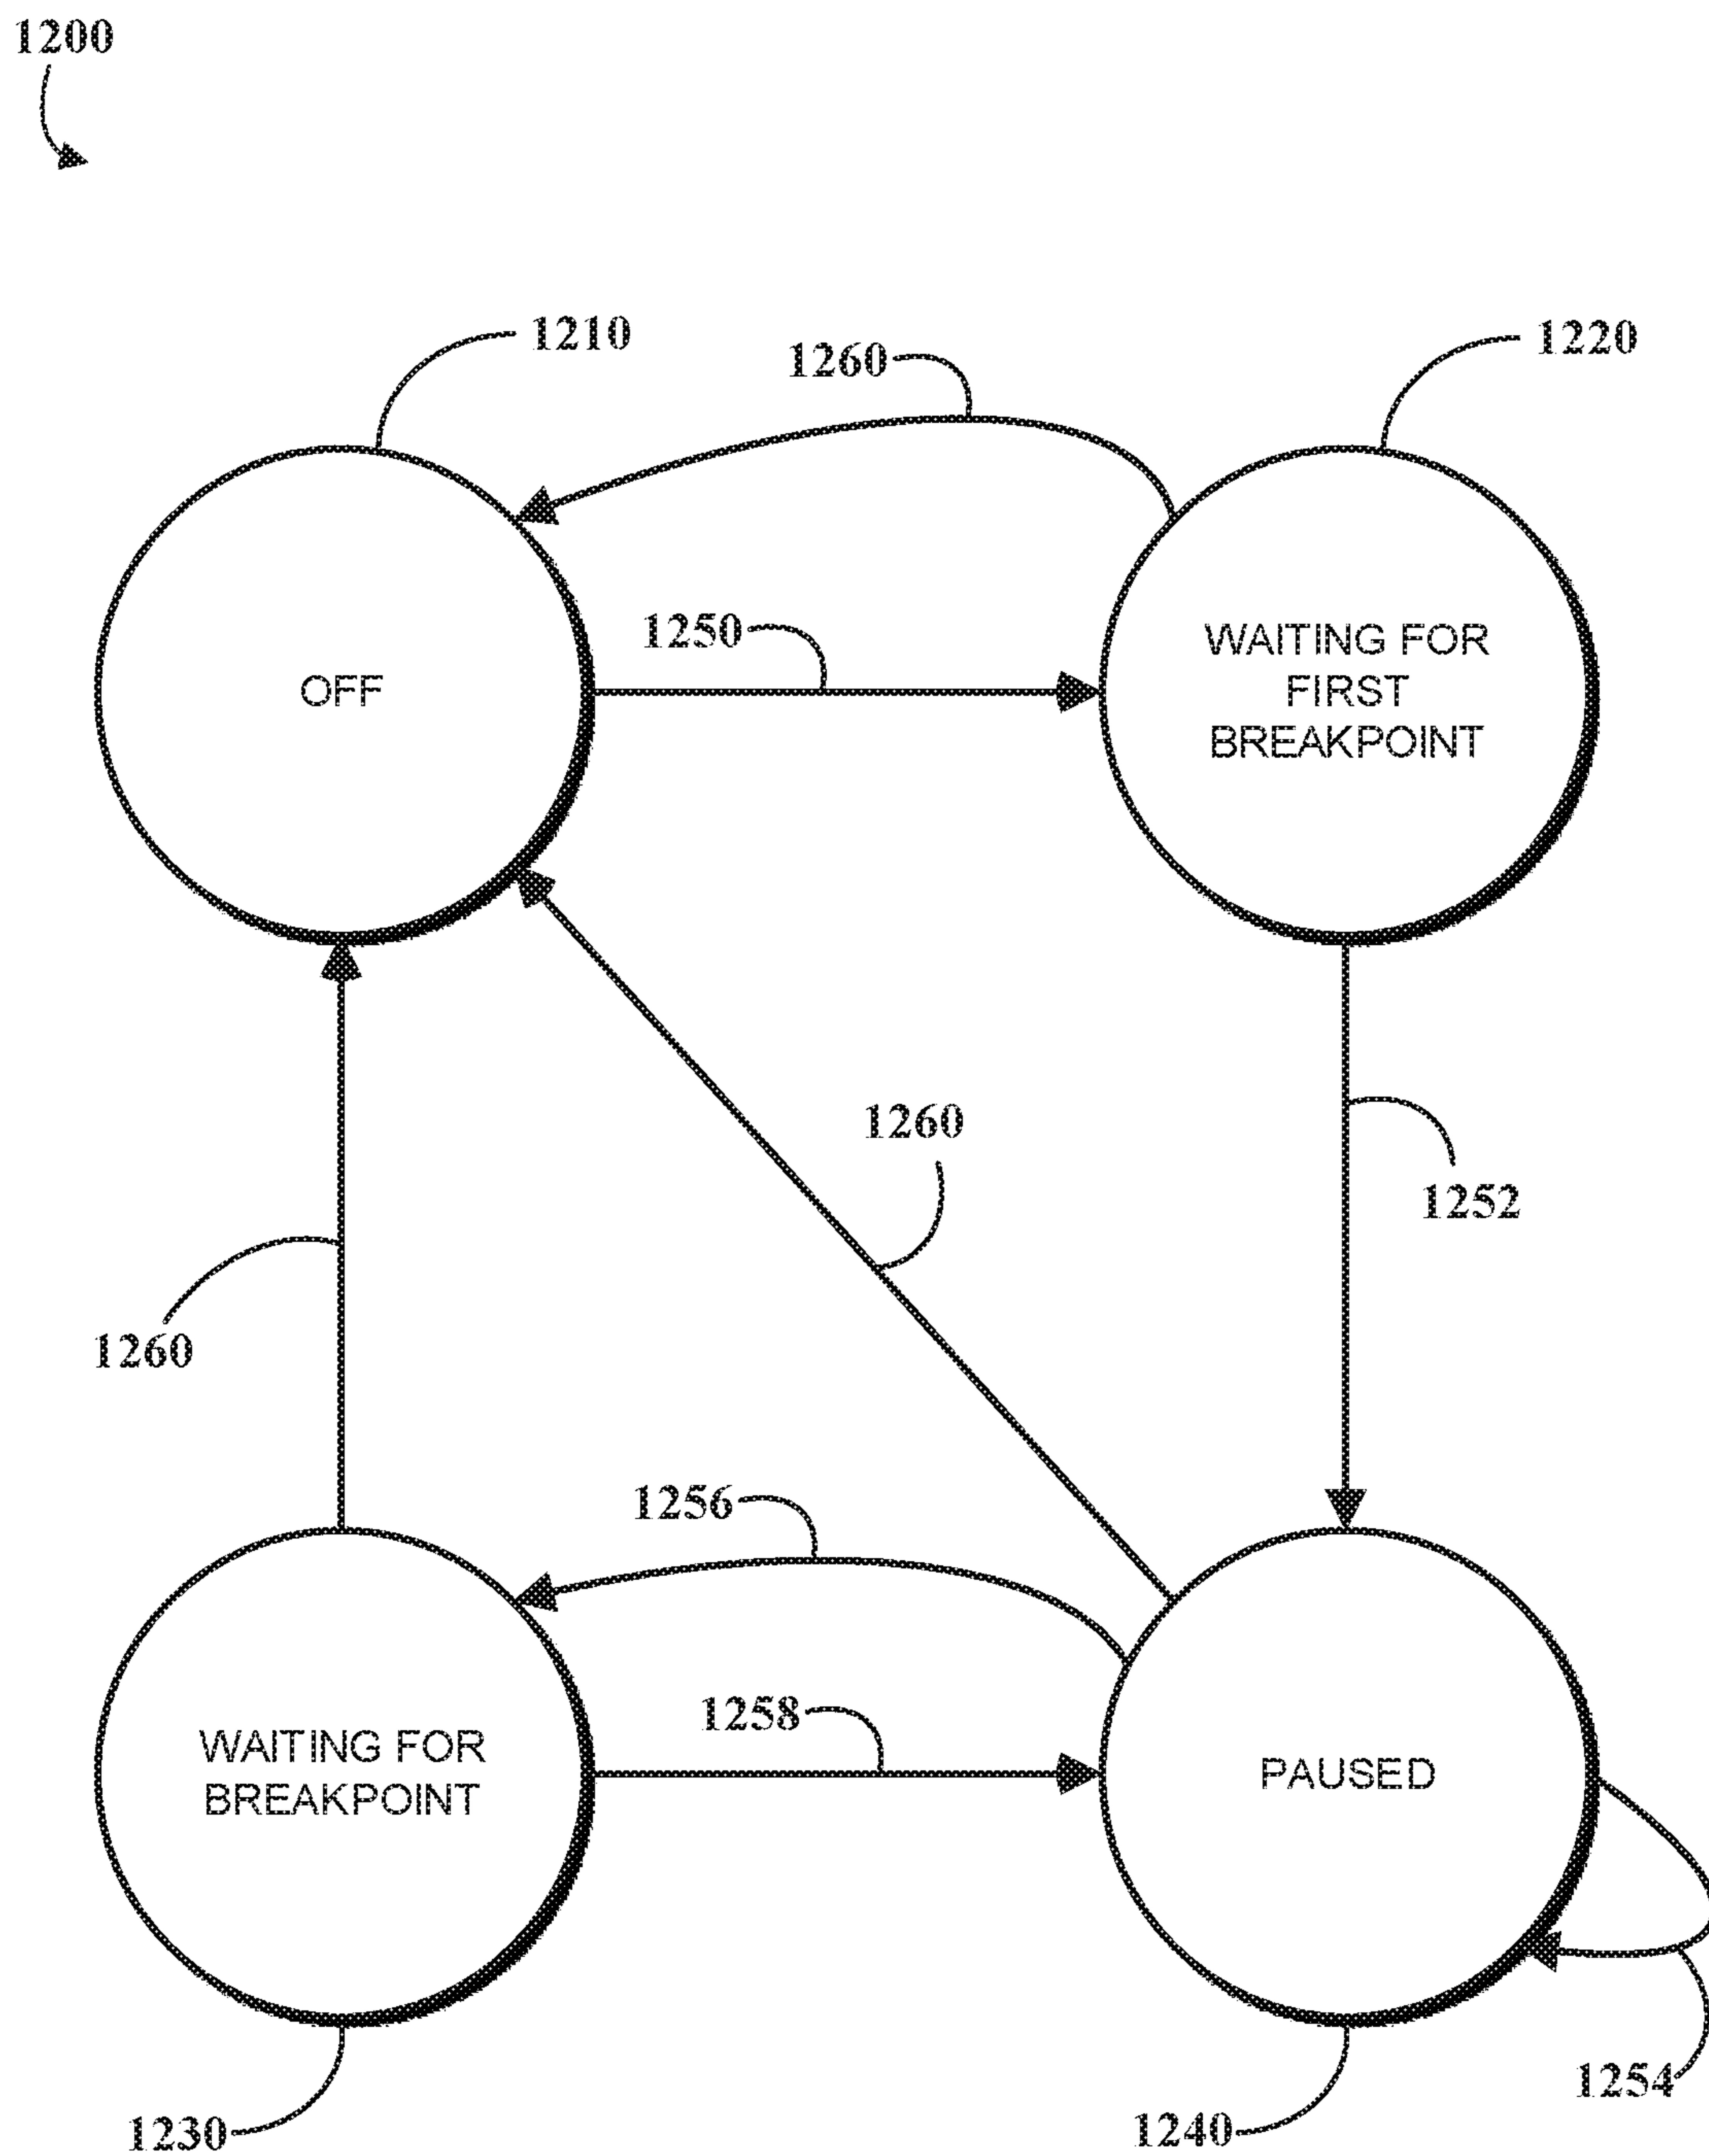 1200
1210
1260
1220
1250
OFF
WAITING FOR
FIRST
BREAKPOINT
1260
1252
1260
1256
1258
WAITING FOR
BREAKPOINT
PAUSED
1254
1230
1240